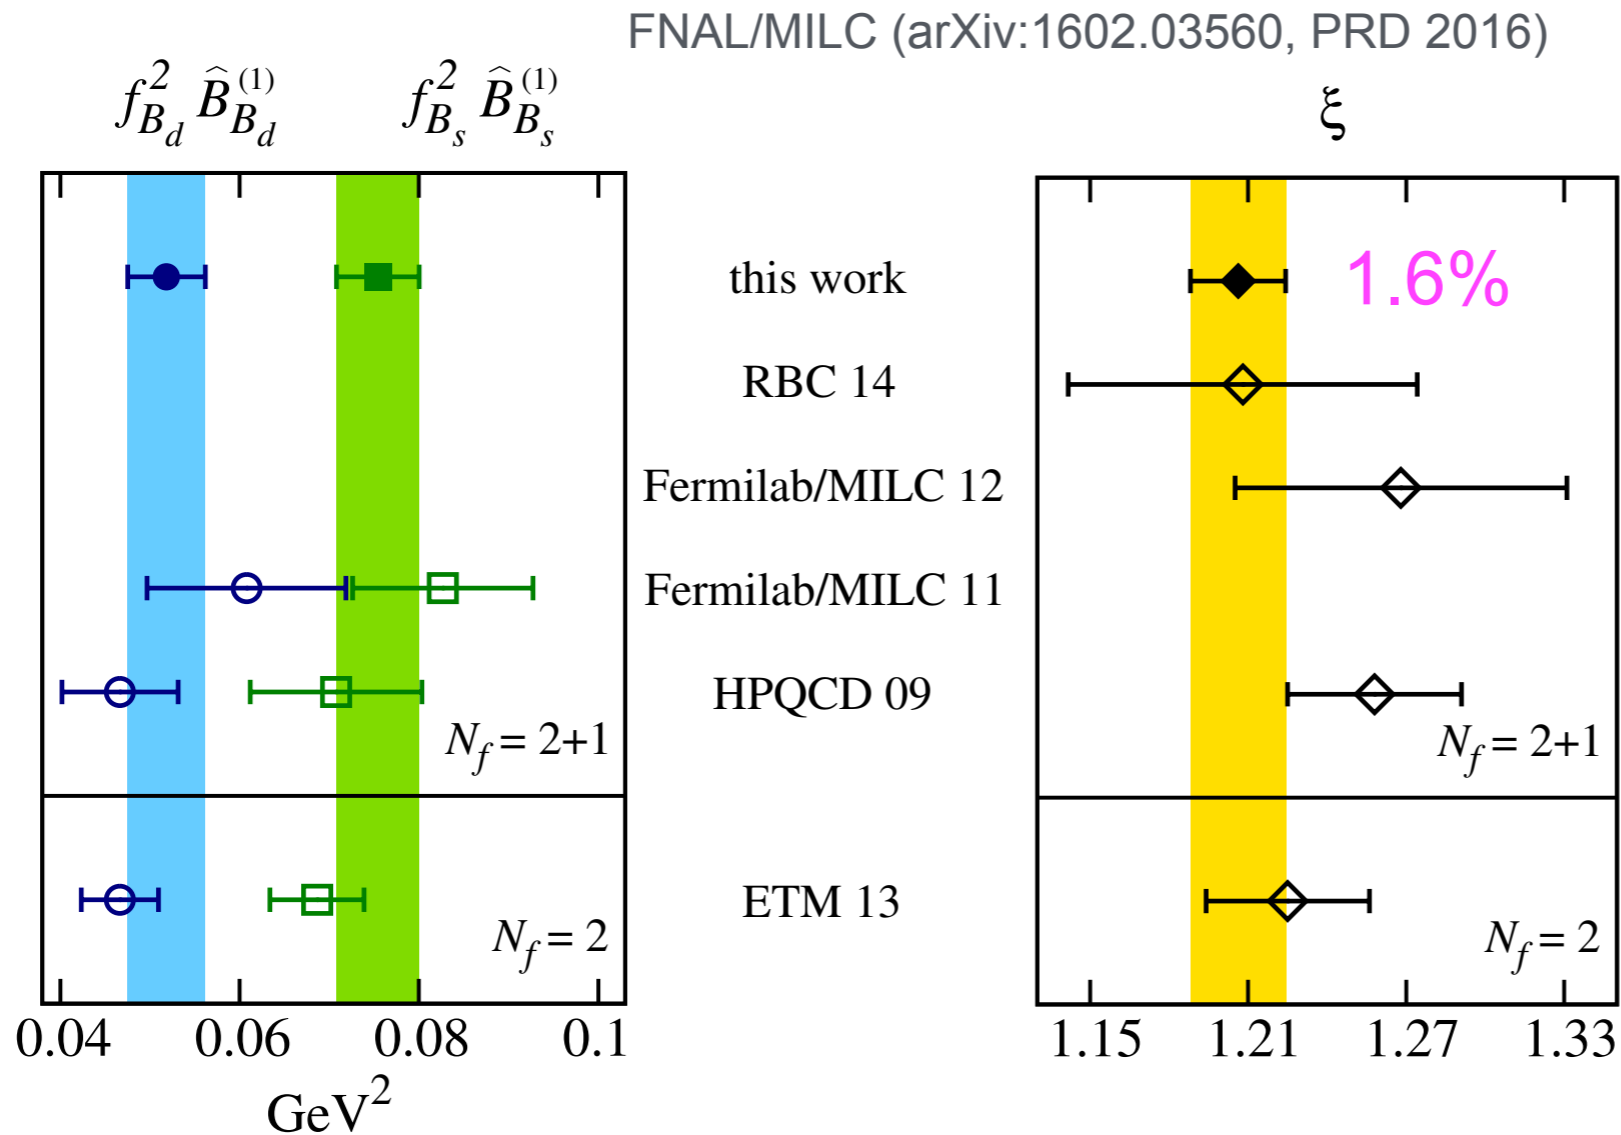 FNAL/MILC (arXiv:1602.03560, PRD 2016)
f²_{B_d} B̂^{(1)}_{B_d} f²_{B_s} B̂^{(1)}_{B_s} ξ
this work 1.6%
RBC 14
Fermilab/MILC 12
Fermilab/MILC 11
HPQCD 09
N_f = 2+1 N_f = 2+1
ETM 13
N_f = 2 N_f = 2
0.04 0.06 0.08 0.1 1.15 1.21 1.27 1.33
GeV²